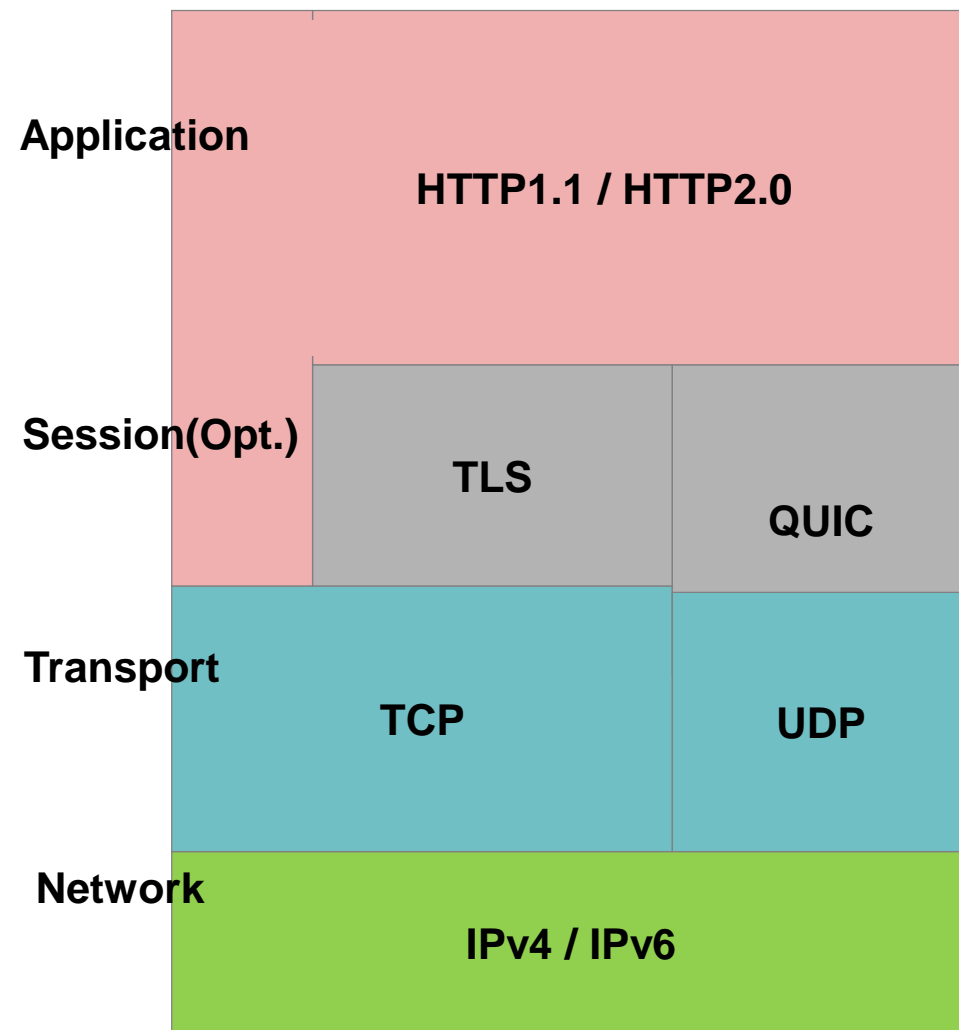 Application
HTTP1.1 / HTTP2.0
Session(Opt.)
TLS
QUIC
Transport
TCP
UDP
Network
IPv4 / IPv6